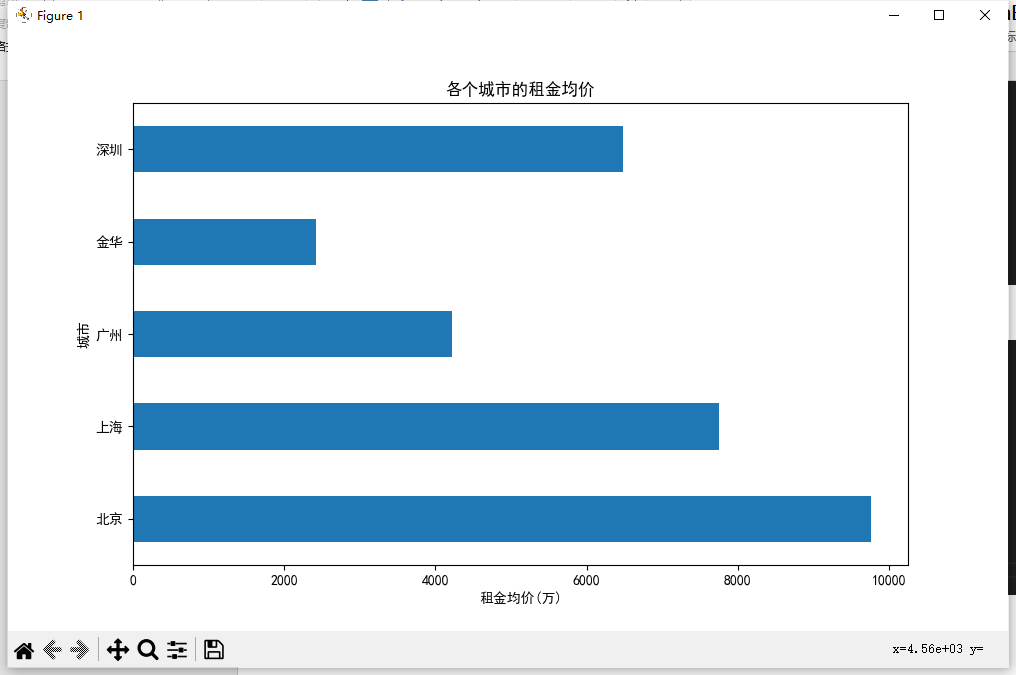 Figure 1
各个城市的租金均价
深圳
金华
广州
上海
北京
城市
0 2000 4000 6000 8000 10000
租金均价(万)
x=4.56e+03 y=